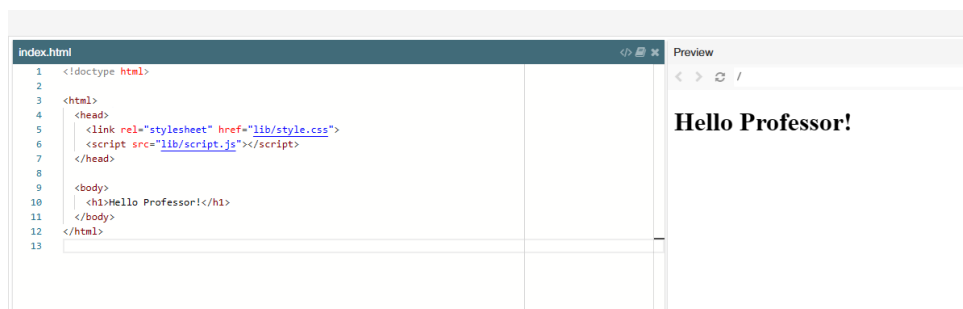 index.html
1 <!doctype html>
2
3 <html>
4 <head>
5 <link rel="stylesheet" href="lib/style.css">
6 <script src="lib/script.js"></script>
7 </head>
8
9 <body>
10 <h1>Hello Professor!</h1>
11 </body>
12 </html>
13
Preview
/
Hello Professor!